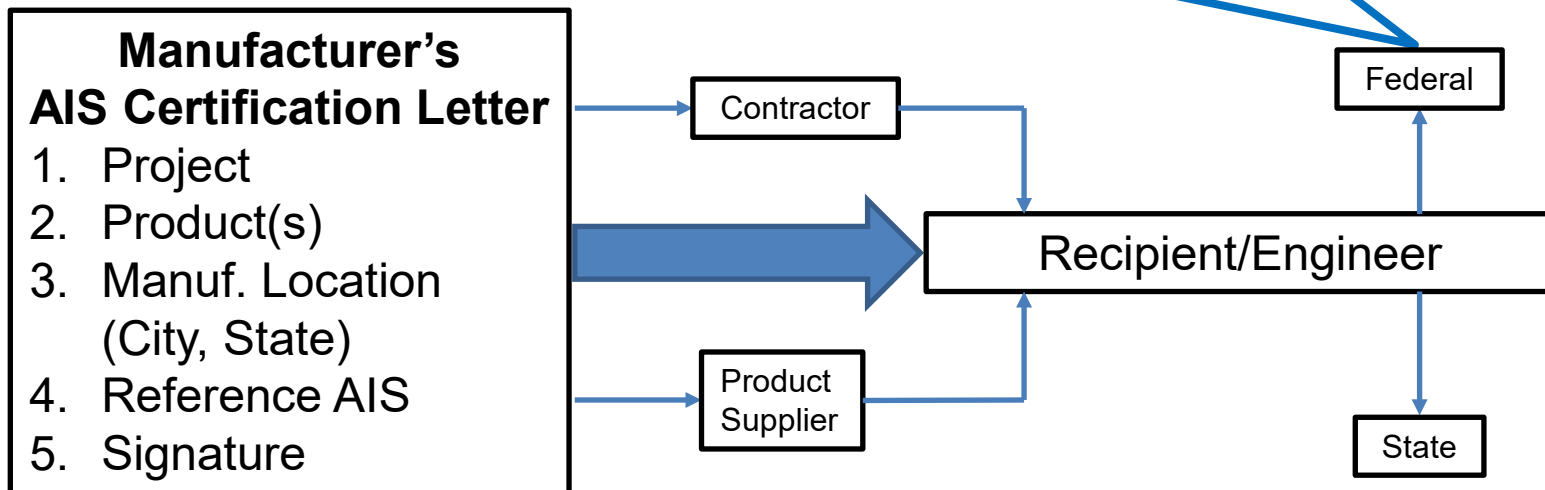 Manufacturer’s
AIS Certification Letter
1. Project
2. Product(s)
3. Manuf. Location
(City, State)
4. Reference AIS
5. Signature
Contractor
Product
Supplier
Recipient/Engineer
Federal
State